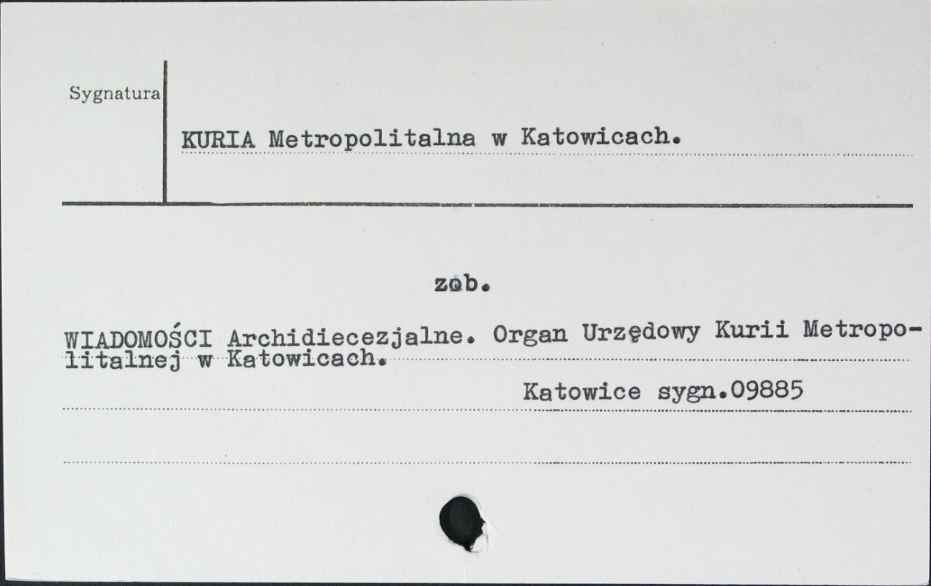 Sygnatura
KURIA Metropolitalna w Katowicach.
zob.
WIADOMOŚCI Archidiecezjalne. Organ Urzędowy Kurii Metropo-
litalnej w Katowicach.
Katowice sygn.09885